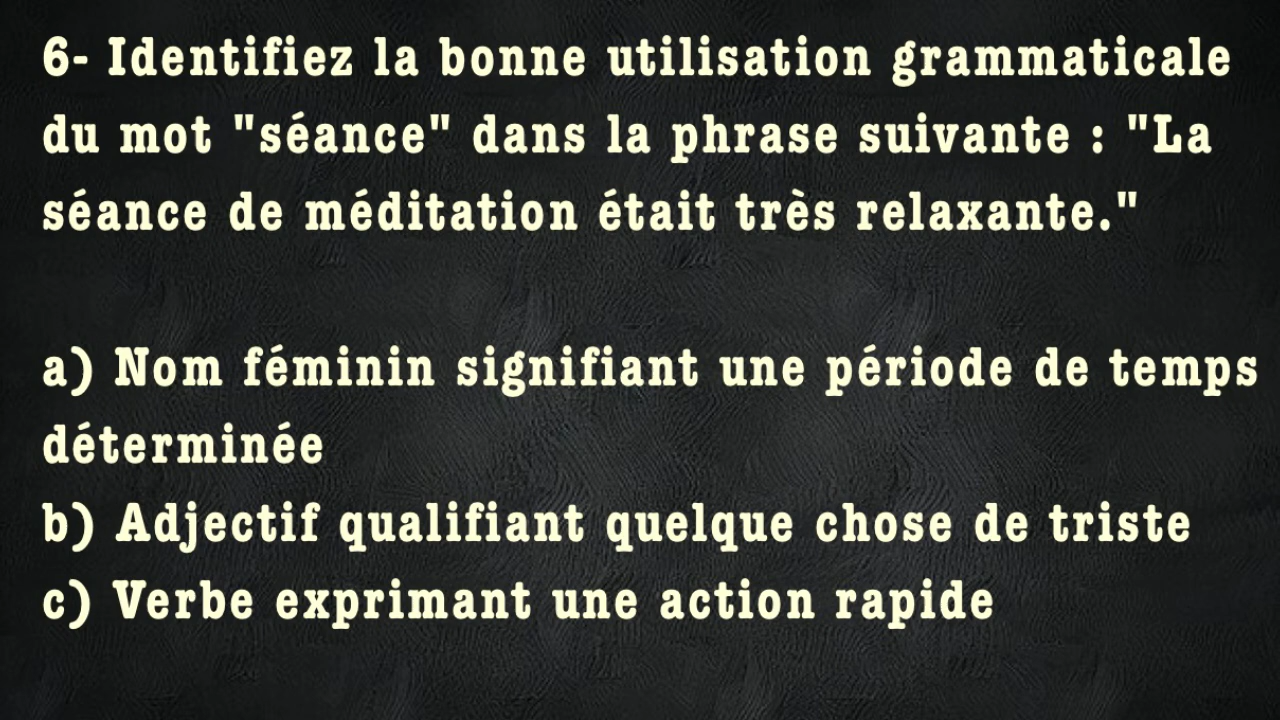 6- Identifiez la bonne utilisation grammaticale
du mot "séance" dans la phrase suivante : "La
séance de méditation était très relaxante."
a) Nom féminin signifiant une période de temps
déterminée
b) Adjectif qualifiant quelque chose de triste
c) Verbe exprimant une action rapide